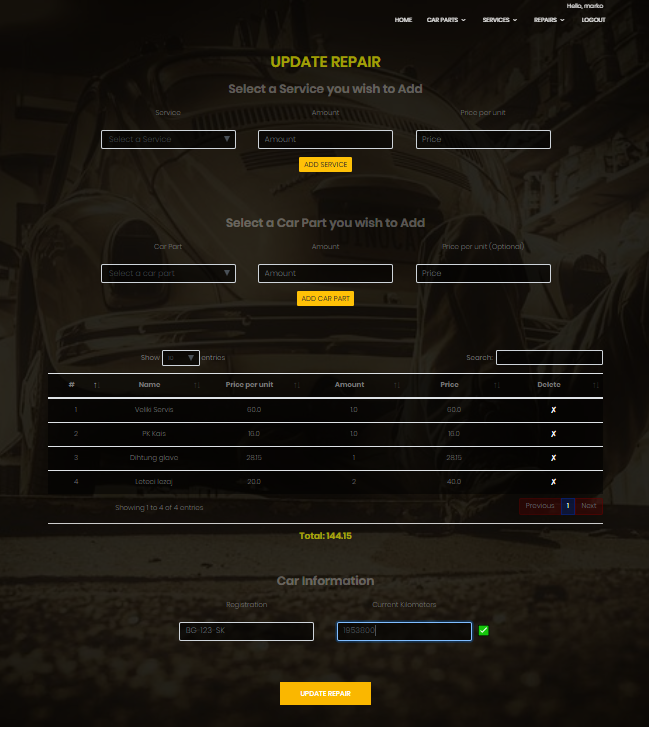 Hello, marko
HOME CAR PARTS SERVICES REPAIRS LOGOUT
UPDATE REPAIR
Select a Service you wish to Add
Service Amount Price per unit
Select a Service Amount Price
ADD SERVICE
Select a Car Part you wish to Add
Car Part Amount Price per unit (Optional)
Select a car part Amount Price
ADD CAR PART
Show 10 entries Search:
# Name Price per unit Amount Price Delete
1 Veliki Servis 60.0 1.0 60.0 ✗
2 PK Kais 16.0 1.0 16.0 ✗
3 Dihtung glave 28.15 1 28.15 ✗
4 Leteci lezaj 20.0 2 40.0 ✗
Showing 1 to 4 of 4 entries Previous 1 Next
Total: 144.15
Car Information
Registration Current Kilometers
BG-123-SK 1953800
UPDATE REPAIR